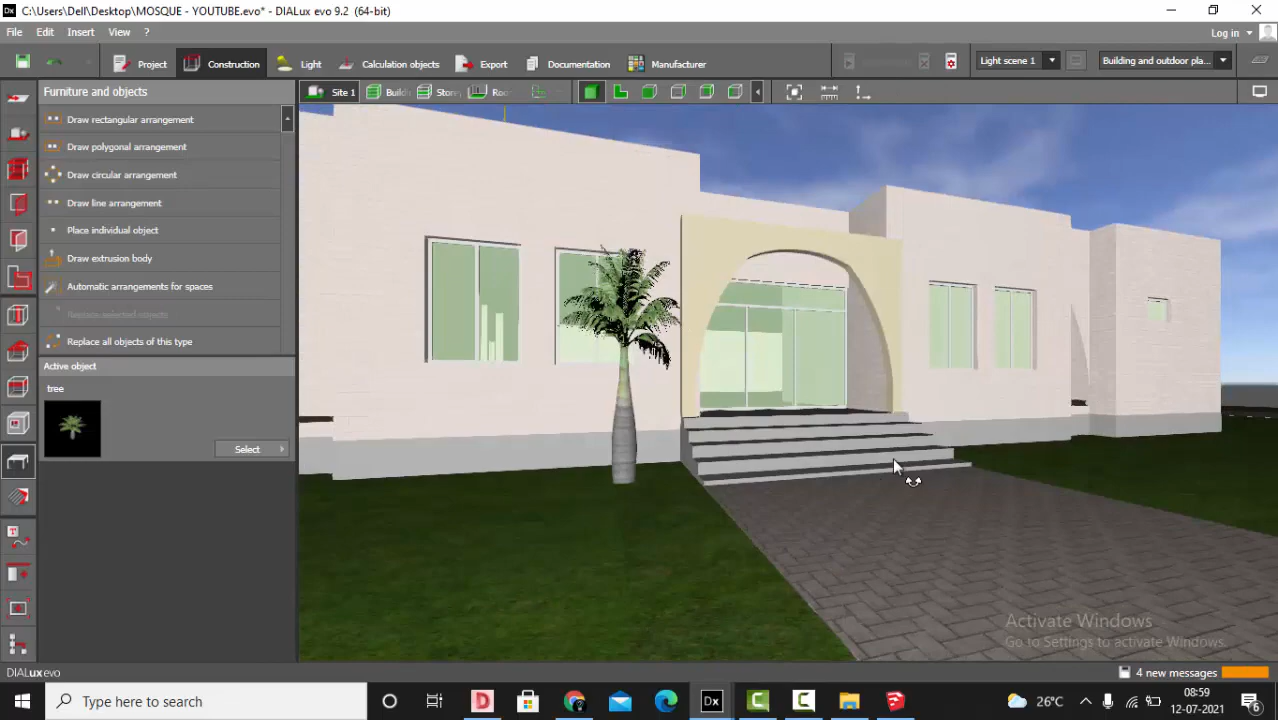 C:\Users\Dell\Desktop\MOSQUE - YOUTUBE.evo* - DIALux evo 9.2 (64-bit)
File Edit Insert View ?
Log in
Project Construction Light Calculation objects Export Documentation Manufacturer
Light scene 1
Building and outdoor pla...
Furniture and objects
Site 1
Draw rectangular arrangement
Draw polygonal arrangement
Draw circular arrangement
Draw line arrangement
Place individual object
Draw extrusion body
Automatic arrangements for spaces
Replace selected objects
Replace all objects of this type
Active object
tree
Select
Activate Windows
Go to Settings to activate Windows.
DIALux evo
4 new messages
Type here to search
26°C
08:59
12-07-2021
6